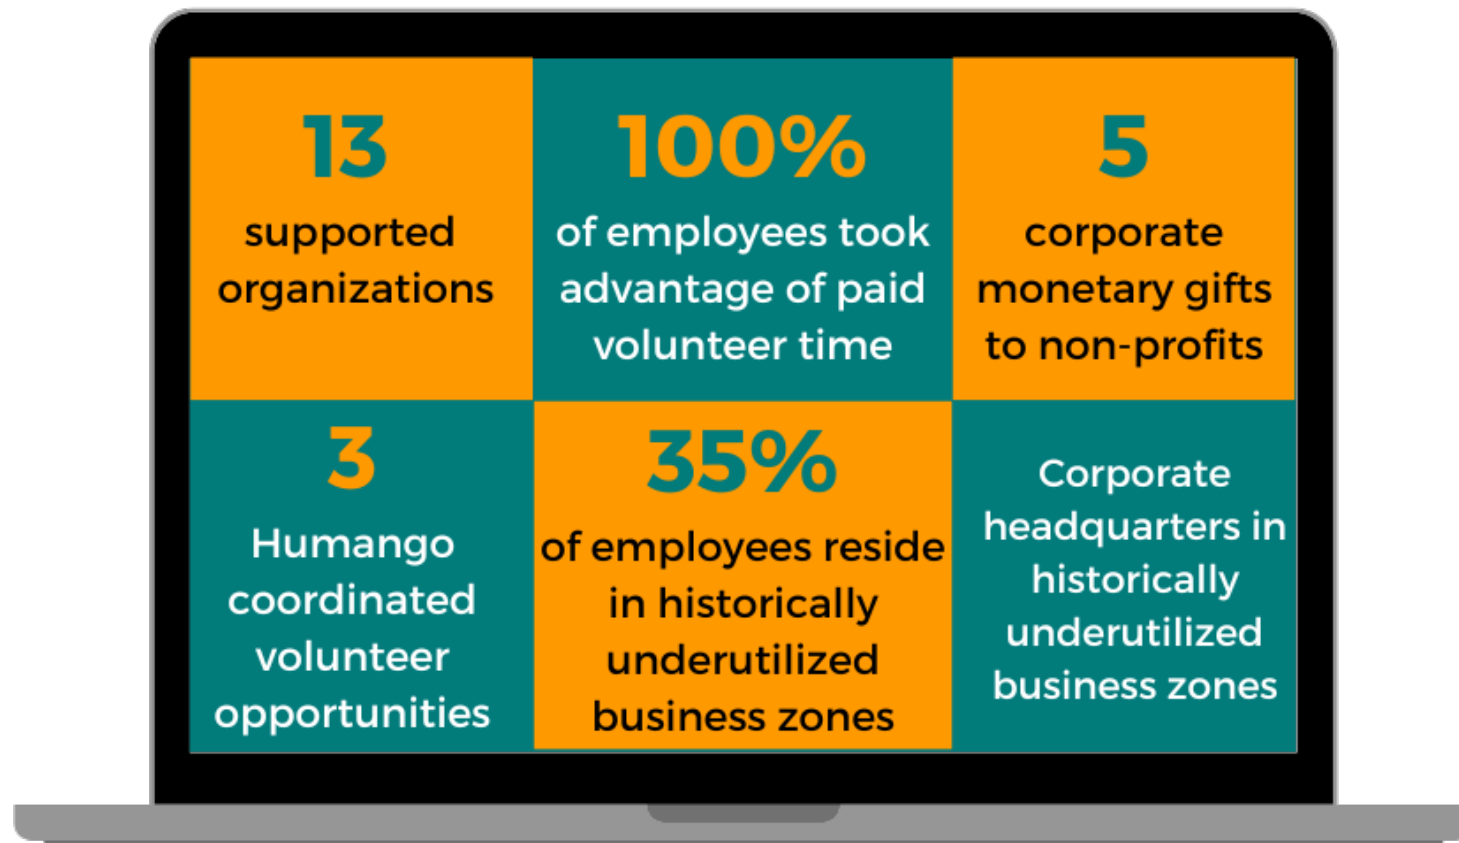 13
supported
organizations
100%
of employees took
advantage of paid
volunteer time
5
corporate
monetary gifts
to non-profits
3
Humango
coordinated
volunteer
opportunities
35%
of employees reside
in historically
underutilized
business zones
Corporate
headquarters in
historically
underutilized
business zones